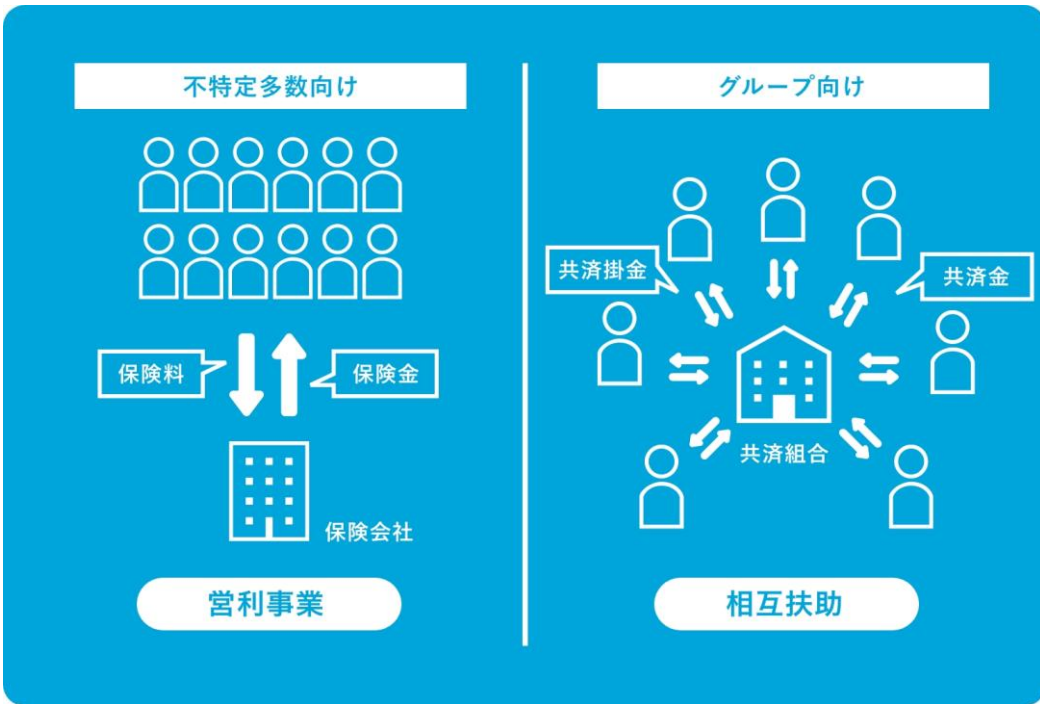 不特定多数向け
保険料
保険金
保険会社
営利事業
グループ向け
共済掛金
共済金
共済組合
相互扶助